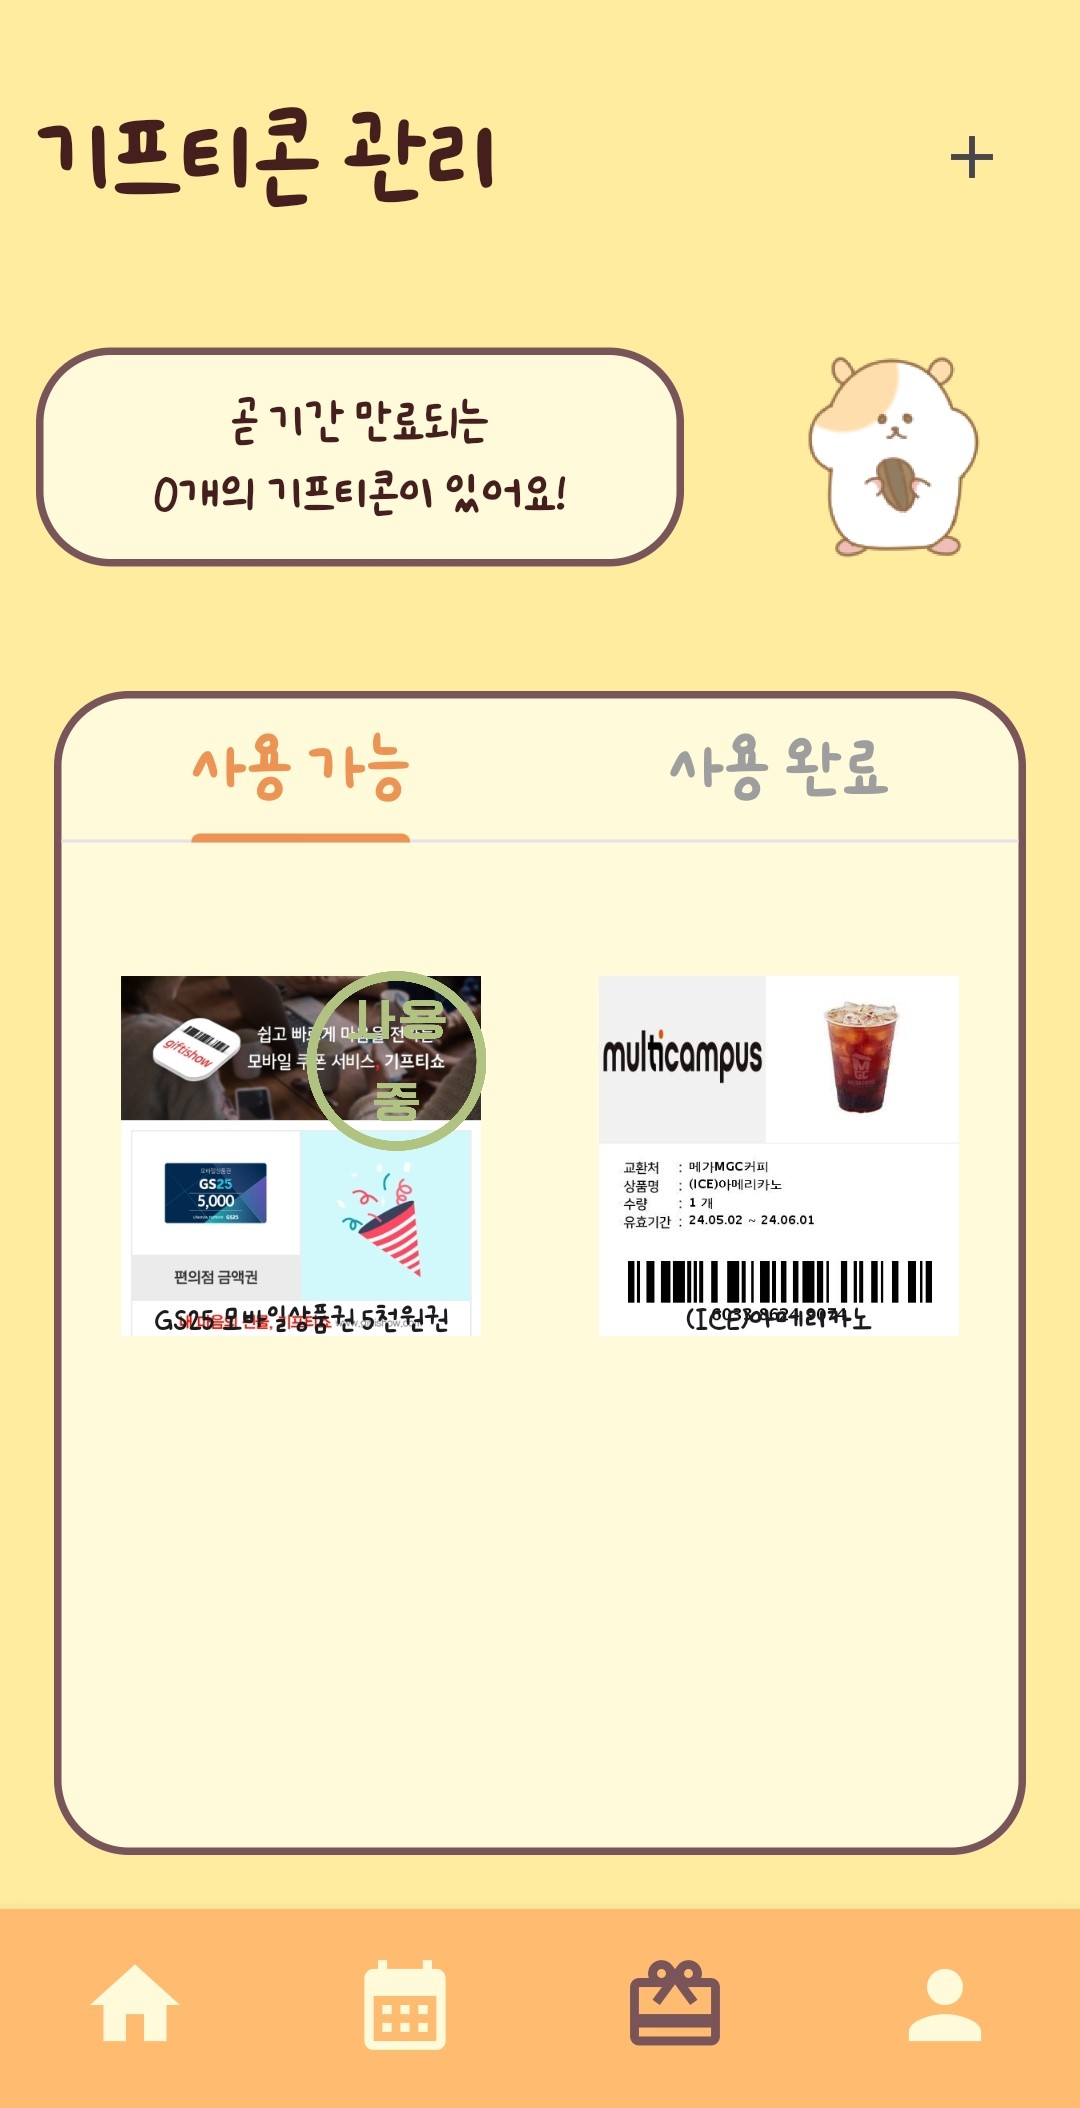 기프티콘 관리
곧 기간 만료되는
0개의 기프티콘이 있어요!
사용 가능
사용 완료
giftishow
쉽고 빠르게 마음을 전하는
모바일 쿠폰 서비스, 기프티쇼
사용
중
모바일상품권
GS25
5,000
편의점 금액권
GS25 모바일상품권 5천원권
multicampus
교환처 : 메가MGC커피
상품명 : (ICE)아메리카노
수량 : 1 개
유효기간 : 24.05.02 ~ 24.06.01
(ICE)아메리카노